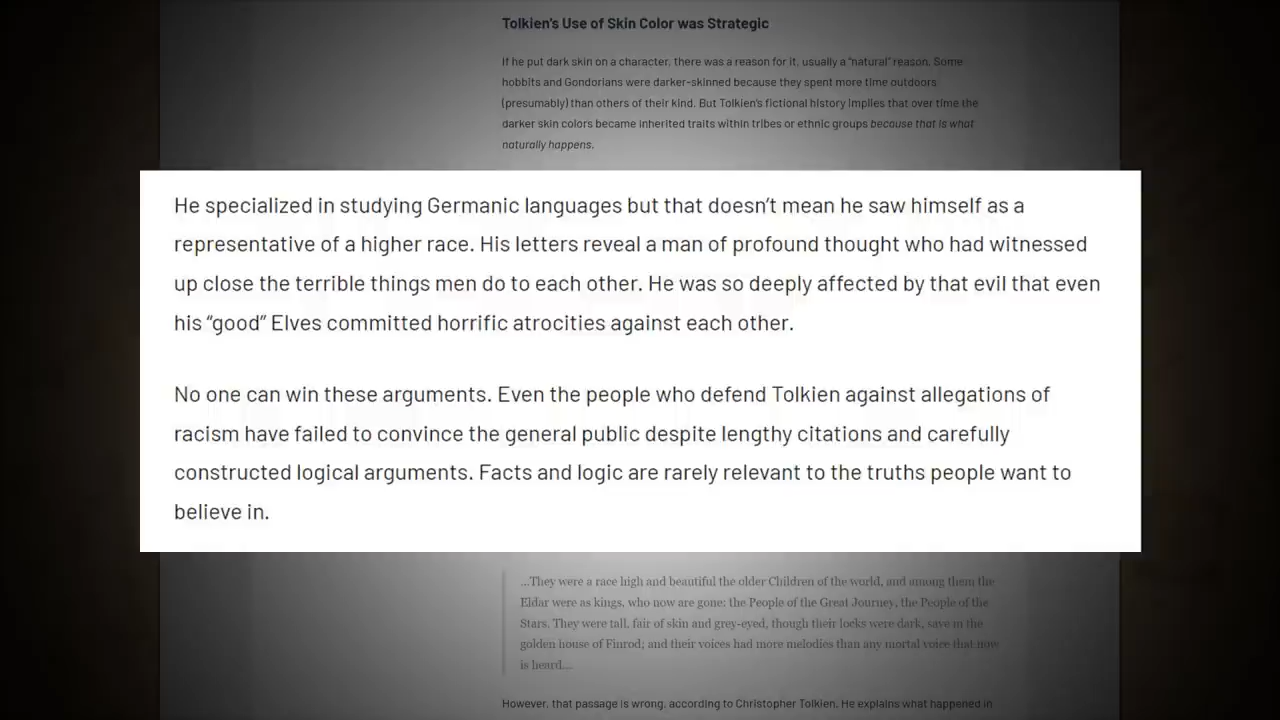 Tolkien's Use of Skin Color was Strategic
If he put dark skin on a character, there was a reason for it, usually a "natural" reason. Some
hobbits and Gondorians were darker-skinned because they spent more time outdoors
(presumably) than others of their kind. But Tolkien's fictional history implies that over time the
darker skin colors became inherited traits within tribes or ethnic groups because that is what
naturally happens.
He specialized in studying Germanic languages but that doesn't mean he saw himself as a
representative of a higher race. His letters reveal a man of profound thought who had witnessed
up close the terrible things men do to each other. He was so deeply affected by that evil that even
his "good" Elves committed horrific atrocities against each other.
No one can win these arguments. Even the people who defend Tolkien against allegations of
racism have failed to convince the general public despite lengthy citations and carefully
constructed logical arguments. Facts and logic are rarely relevant to the truths people want to
believe in.
...They were a race high and beautiful the older Children of the world, and among them the
Eldar were as kings, who now are gone: the People of the Great Journey, the People of the
Stars. They were tall, fair of skin and grey-eyed, though their locks were dark, save in the
golden house of Finrod; and their voices had more melodies than any mortal voice that now
is heard...
However, that passage is wrong, according to Christopher Tolkien. He explains what happened in